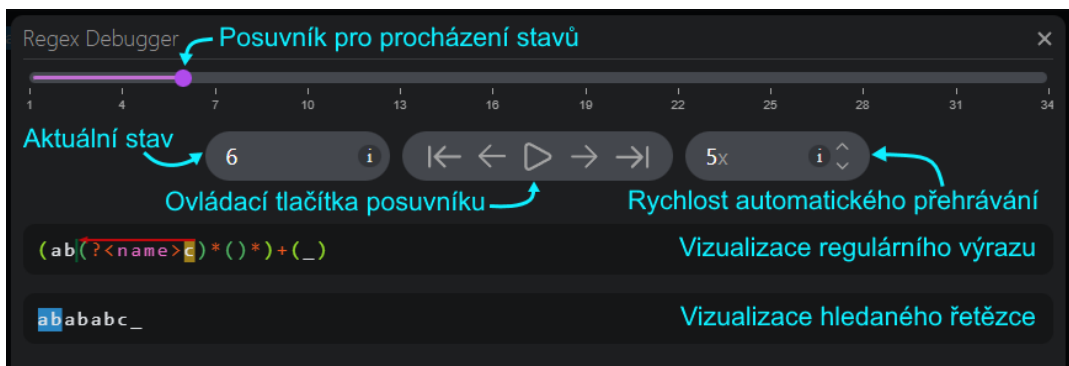 Regex Debugger
Posuvník pro procházení stavů
×
1 4 7 10 13 16 19 22 25 28 31 34
Aktuální stav
6
i
5x
i
Ovládací tlačítka posuvníku
Rychlost automatického přehrávání
(ab(?<name>c)*()*)+(_)
Vizualizace regulárního výrazu
abababc_
Vizualizace hledaného řetězce